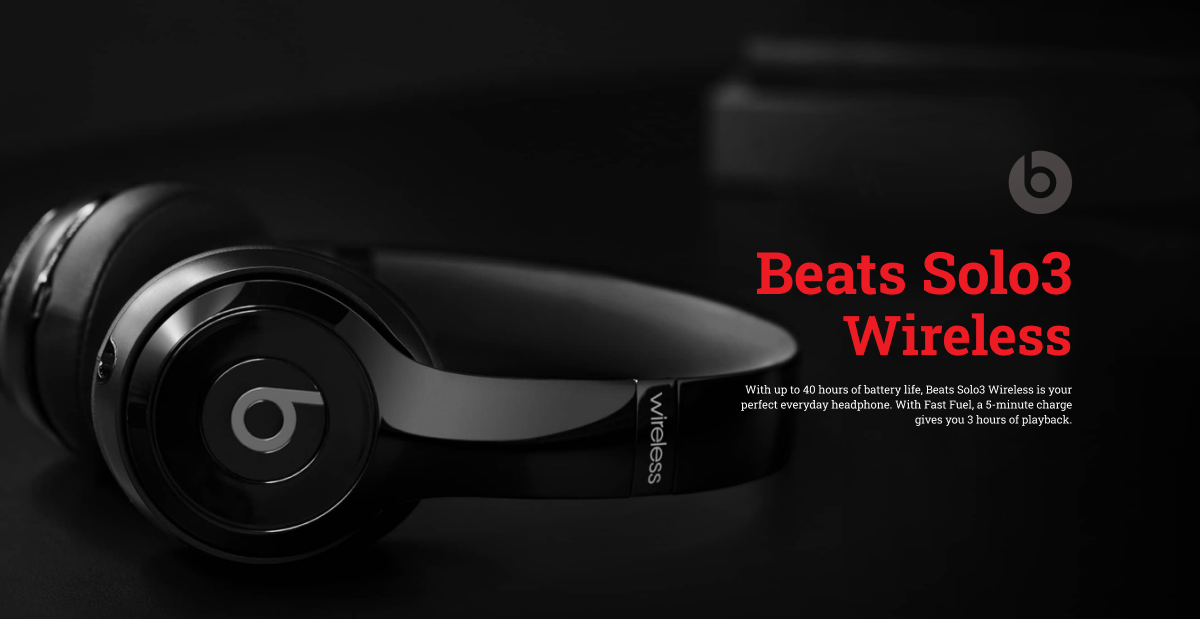 Beats Solo3
Wireless
With up to 40 hours of battery life, Beats Solo3 Wireless is your
perfect everyday headphone. With Fast Fuel, a 5-minute charge
gives you 3 hours of playback.
wireless